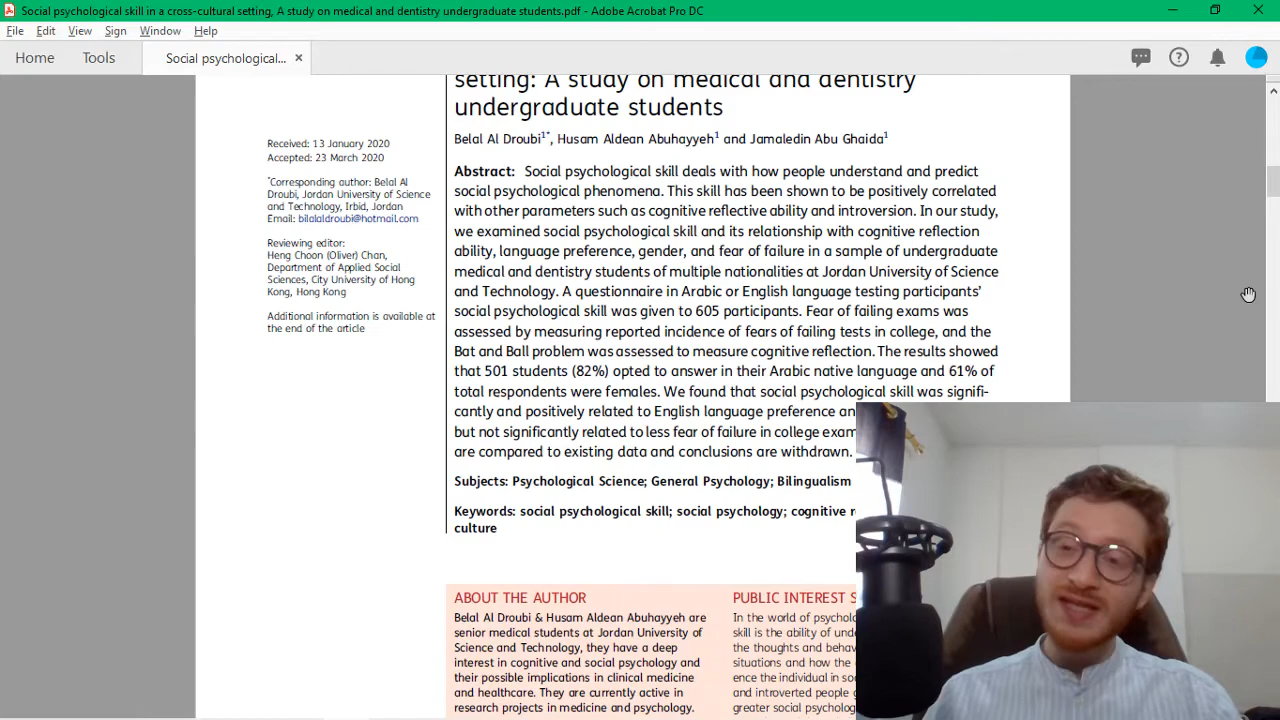 Social psychological skill in a cross-cultural setting, A study on medical and dentistry undergraduate students.pdf - Adobe Acrobat Pro DC
File Edit View Sign Window Help
Home Tools Social psychological... ×
setting: A study on medical and dentistry
undergraduate students
Belal Al Droubi1*, Husam Aldean Abuhayyeh1 and Jamaledin Abu Ghaida1
Received: 13 January 2020
Accepted: 23 March 2020
*Corresponding author: Belal Al
Droubi, Jordan University of Science
and Technology, Irbid, Jordan
Email: bilalaldroubi@hotmail.com
Reviewing editor:
Heng Choon (Oliver) Chan,
Department of Applied Social
Sciences, City University of Hong
Kong, Hong Kong
Additional information is available at
the end of the article
Abstract: Social psychological skill deals with how people understand and predict
social psychological phenomena. This skill has been shown to be positively correlated
with other parameters such as cognitive reflective ability and introversion. In our study,
we examined social psychological skill and its relationship with cognitive reflection
ability, language preference, gender, and fear of failure in a sample of undergraduate
medical and dentistry students of multiple nationalities at Jordan University of Science
and Technology. A questionnaire in Arabic or English language testing participants'
social psychological skill was given to 605 participants. Fear of failing exams was
assessed by measuring reported incidence of fears of failing tests in college, and the
Bat and Ball problem was assessed to measure cognitive reflection. The results showed
that 501 students (82%) opted to answer in their Arabic native language and 61% of
total respondents were females. We found that social psychological skill was signifi-
cantly and positively related to English language preference an
but not significantly related to less fear of failure in college exam
are compared to existing data and conclusions are withdrawn.
Subjects: Psychological Science; General Psychology; Bilingualism
Keywords: social psychological skill; social psychology; cognitive r
culture
ABOUT THE AUTHOR
Belal Al Droubi & Husam Aldean Abuhayyeh are
senior medical students at Jordan University of
Science and Technology, they have a deep
interest in cognitive and social psychology and
their possible implications in clinical medicine
and healthcare. They are currently active in
research projects in medicine and psychology.
PUBLIC INTEREST S
In the world of psycholo
skill is the ability of und
the thoughts and behav
situations and how the
ence the individual in so
and introverted people
greater social psycholog